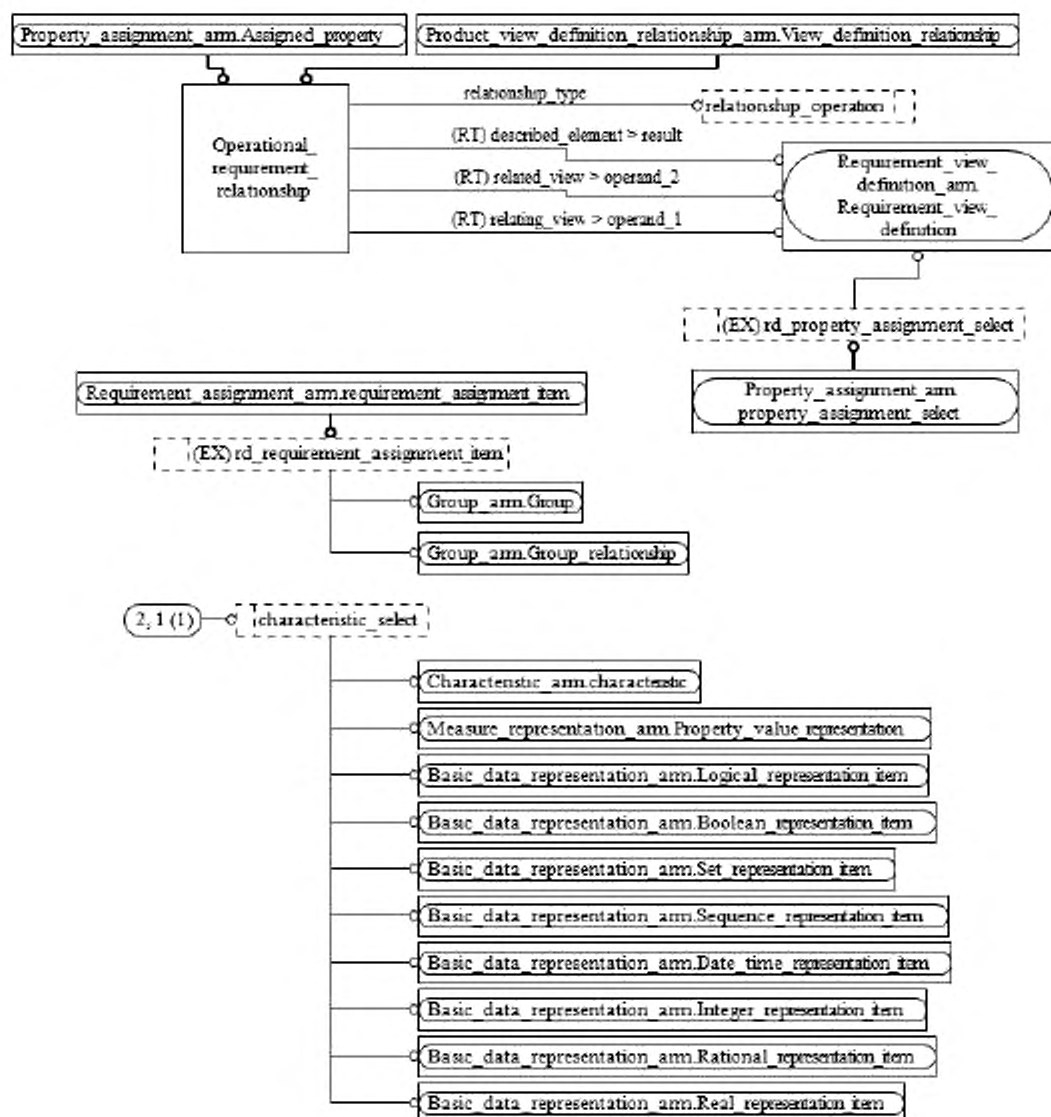 Property_assignment_arm.Assigned_property
Product_view_definition_relationship_arm.View_definition_relationship
relationship_type
relationship_operation
Operational_
requirement_
relationship
(RT) described_element > result
(RT) related_view > operand_2
(RT) relating_view > operand_1
Requirement_view_
definition_arm.
Requirement_view_
definition
(EX) rd_property_assignment_select
Property_assignment_arm.
property_assignment_select
Requirement_assignment_arm.requirement_assignment_item
(EX) rd_requirement_assignment_item
Group_arm.Group
Group_arm.Group_relationship
2, 1 (1)
characteristic_select
Characteristic_arm.characteristic
Measure_representation_arm.Property_value_representation
Basic_data_representation_arm.Logical_representation_item
Basic_data_representation_arm.Boolean_representation_item
Basic_data_representation_arm.Set_representation_item
Basic_data_representation_arm.Sequence_representation_item
Basic_data_representation_arm.Date_time_representation_item
Basic_data_representation_arm.Integer_representation_item
Basic_data_representation_arm.Rational_representation_item
Basic_data_representation_arm.Real_representation_item